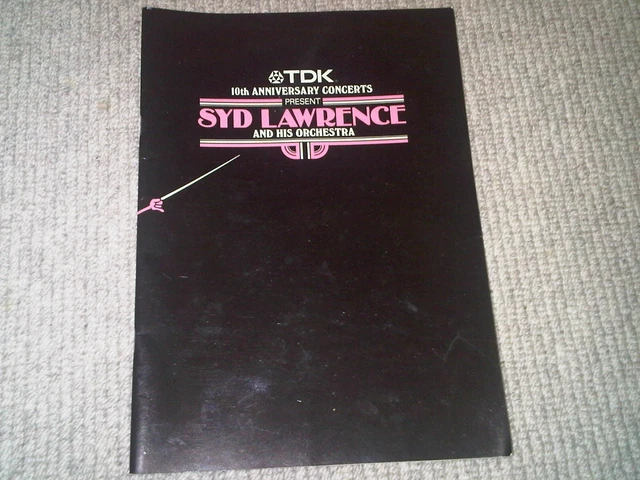 TDK
10th ANNIVERSARY CONCERTS
PRESENT
SYD LAWRENCE
AND HIS ORCHESTRA